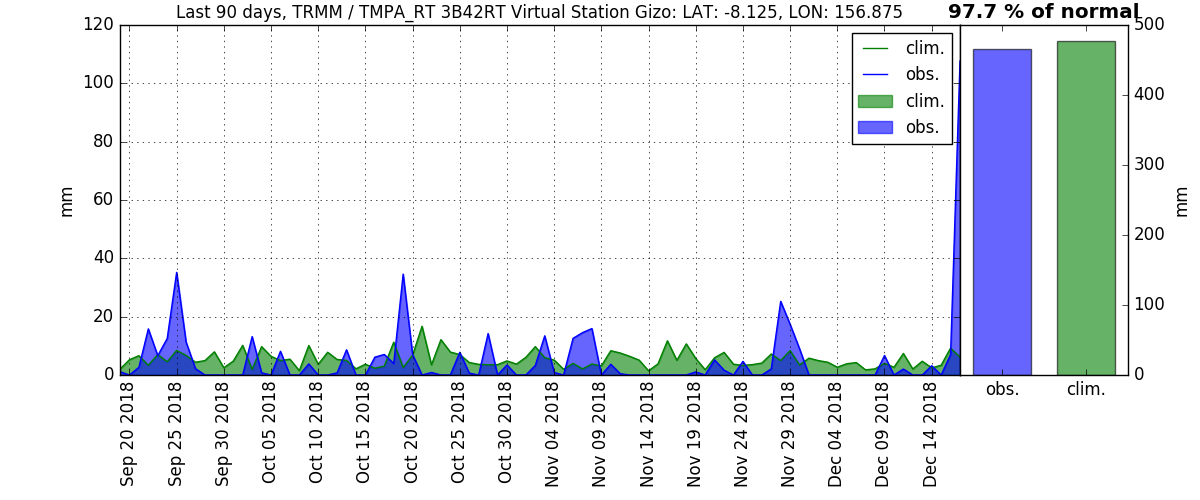 Last 90 days, TRMM / TMPA_RT 3B42RT Virtual Station Gizo: LAT: -8.125, LON: 156.875
97.7 % of normal
120
100
80
60
40
20
0
mm
clim.
obs.
clim.
obs.
Sep 20 2018
Sep 25 2018
Sep 30 2018
Oct 05 2018
Oct 10 2018
Oct 15 2018
Oct 20 2018
Oct 25 2018
Oct 30 2018
Nov 04 2018
Nov 09 2018
Nov 14 2018
Nov 19 2018
Nov 24 2018
Nov 29 2018
Dec 04 2018
Dec 09 2018
Dec 14 2018
500
400
300
200
100
0
mm
obs.
clim.